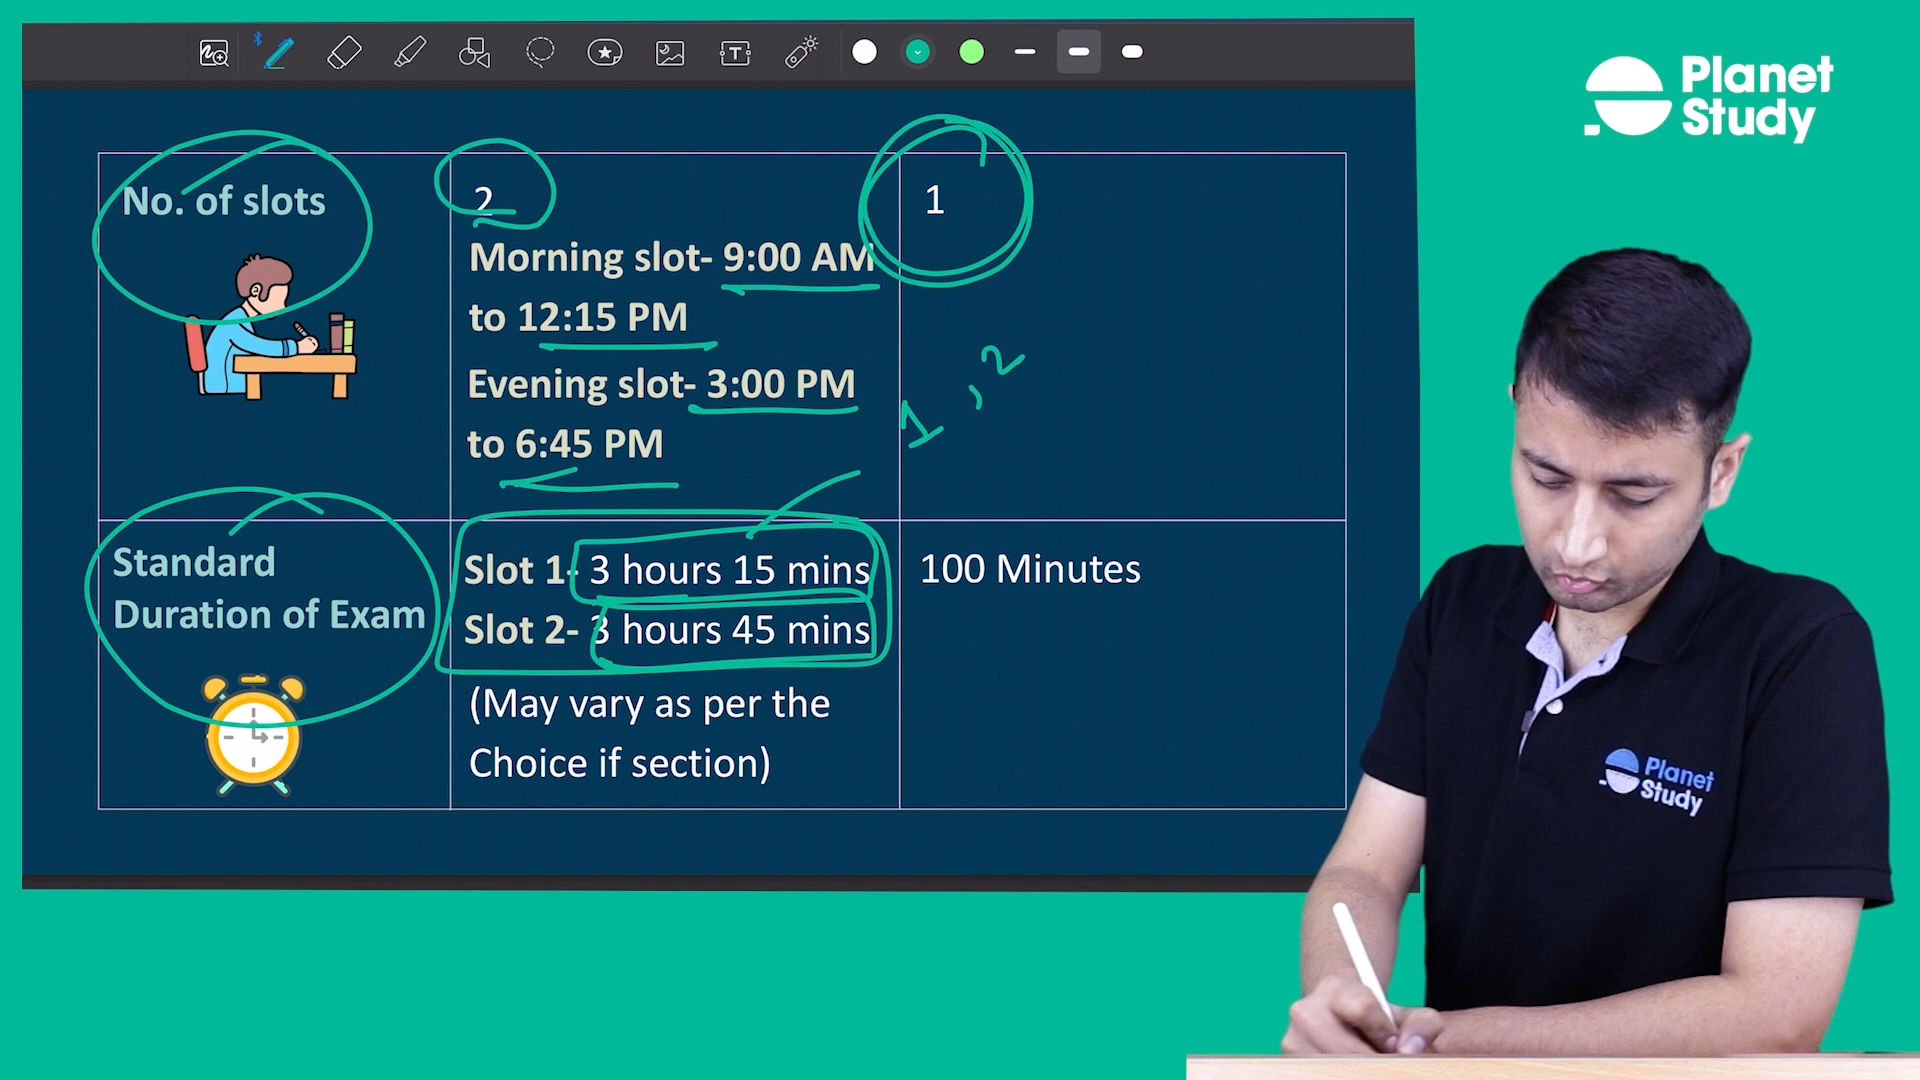 Planet
Study
No. of slots
2
Morning slot- 9:00 AM
to 12:15 PM
Evening slot- 3:00 PM
to 6:45 PM
1
1, 2
Standard
Duration of Exam
Slot 1- 3 hours 15 mins
Slot 2- 3 hours 45 mins
(May vary as per the
Choice if section)
100 Minutes
Planet
Study